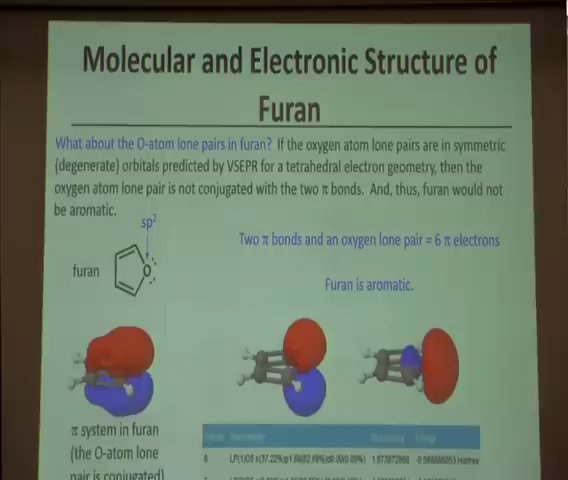 Molecular and Electronic Structure of
Furan
What about the O-atom lone pairs in furan? If the oxygen atom lone pairs are in symmetric
(degenerate) orbitals predicted by VSEPR for a tetrahedral electron geometry, then the
oxygen atom lone pair is not conjugated with the two π bonds. And, thus, furan would not
be aromatic.
sp²
Two π bonds and an oxygen lone pair = 6 π electrons
furan
O
Furan is aromatic.
π system in furan
(the O-atom lone
pair is conjugated)